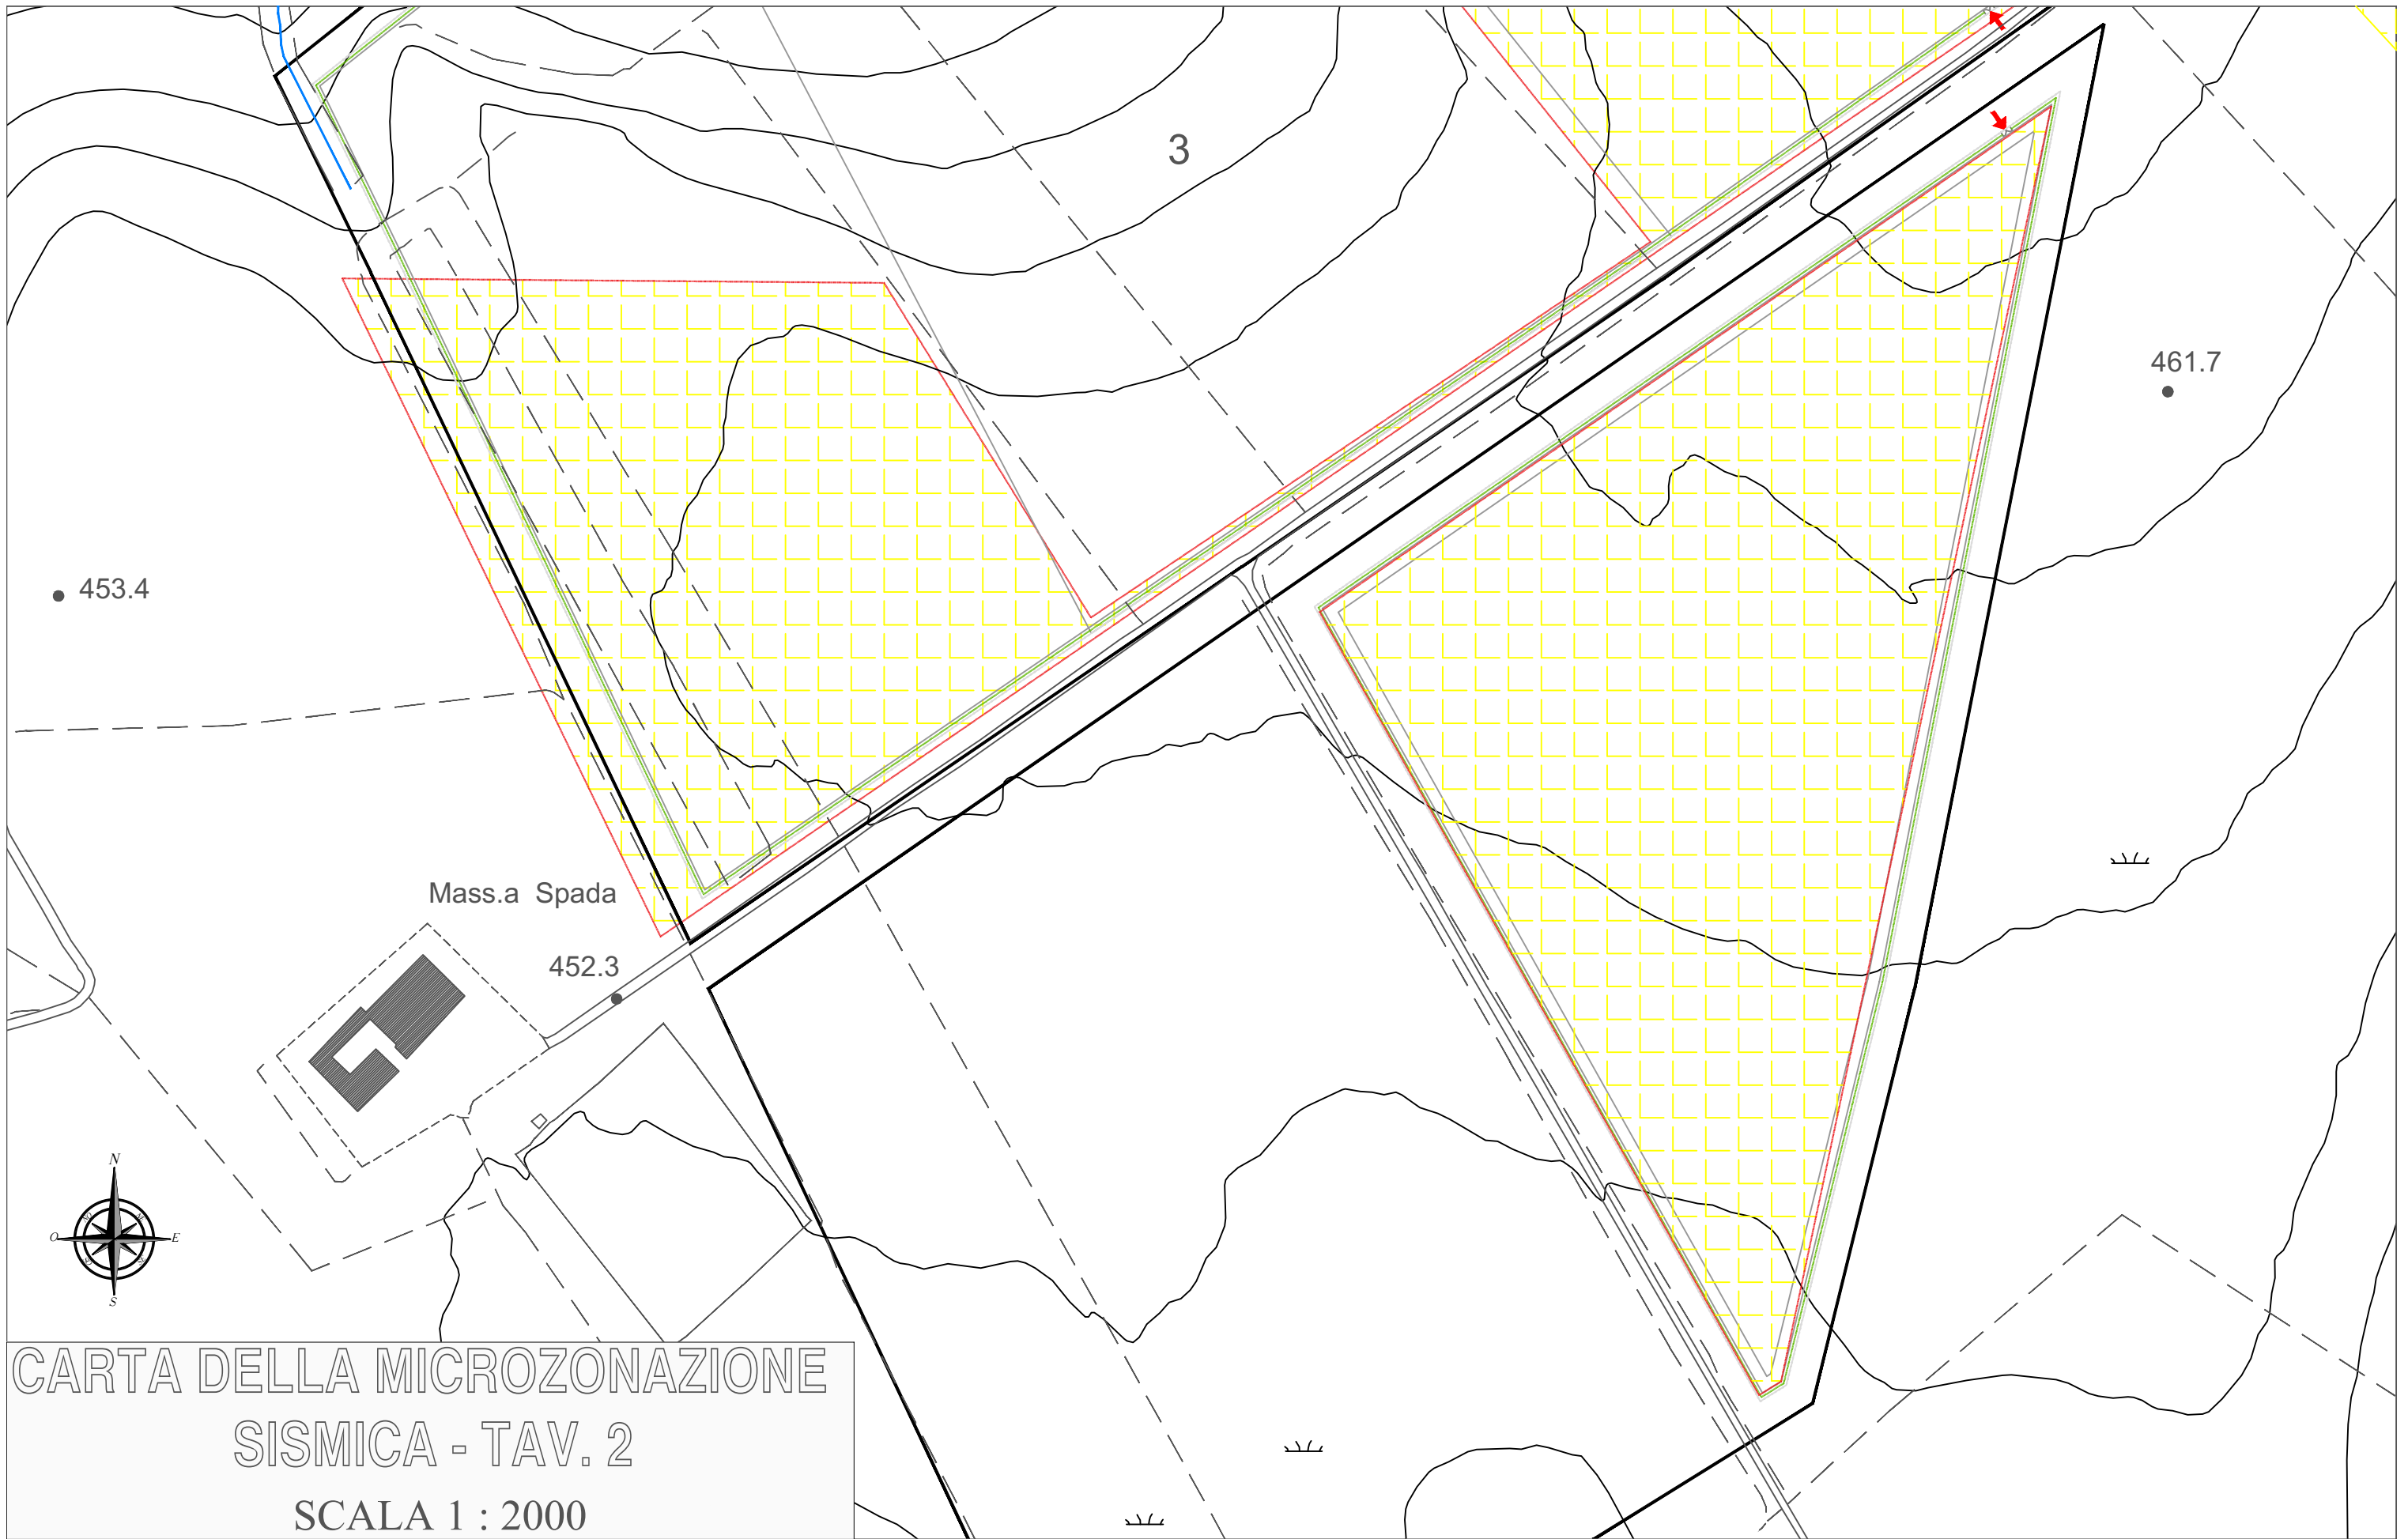 3
461.7
453.4
Mass.a Spada
452.3
N
O
E
S
CARTA DELLA MICROZONAZIONE
SISMICA - TAV. 2
SCALA 1 : 2000